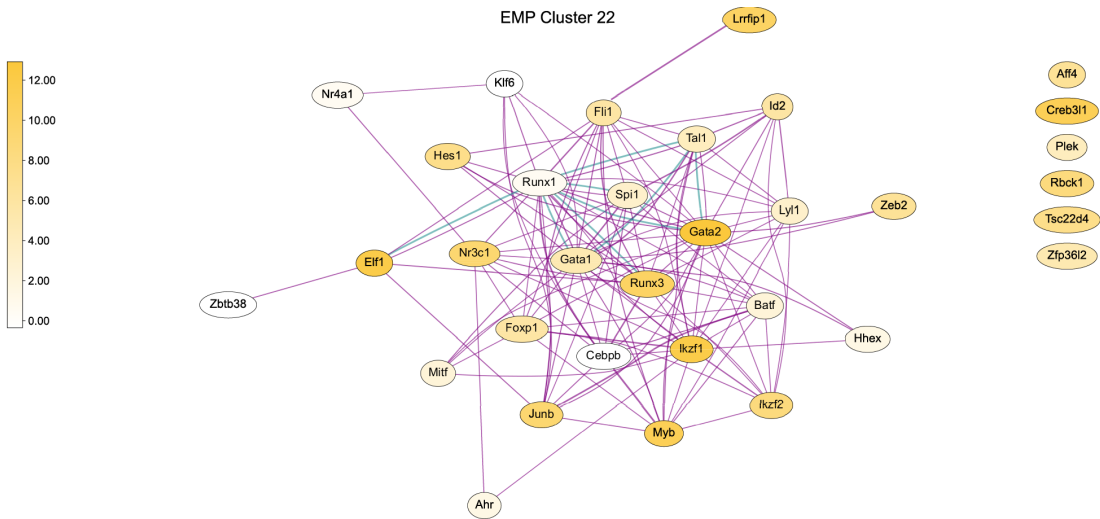 EMP Cluster 22
Lrrfip1
12.00
10.00
8.00
6.00
4.00
2.00
0.00
Nr4a1
Klf6
Fli1
Id2
Tal1
Hes1
Runx1
Spi1
Lyl1
Zeb2
Gata2
Elf1
Nr3c1
Gata1
Runx3
Zbtb38
Batf
Foxp1
Hhex
Cebpb
Ikzf1
Mitf
Junb
Ikzf2
Myb
Ahr
Aff4
Creb3l1
Plek
Rbck1
Tsc22d4
Zfp36l2